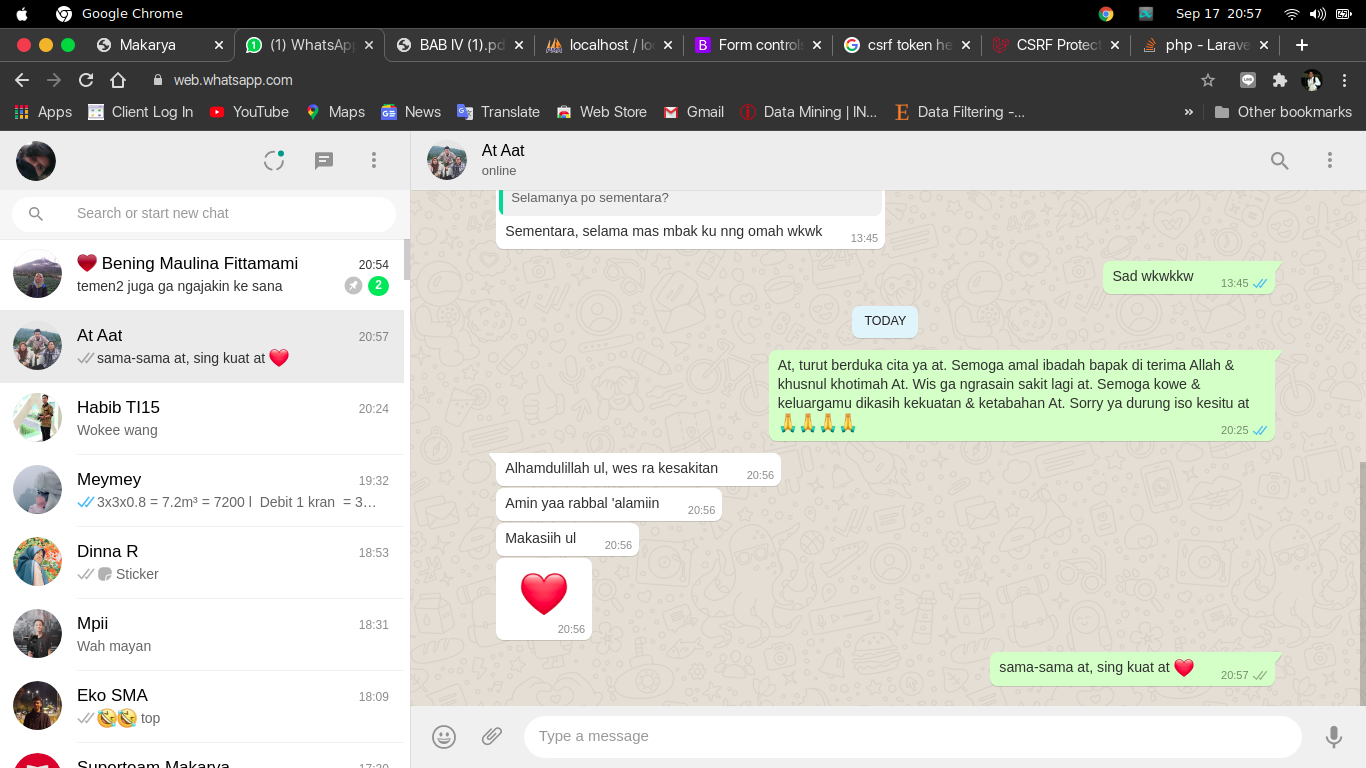 Google Chrome
Sep 17 20:57
Makarya
(1) WhatsAp
BAB IV (1).pd
localhost / lo
Form control
csrf token he
CSRF Protect
php - Larave
web.whatsapp.com
Apps
Client Log In
YouTube
Maps
News
Translate
Web Store
Gmail
Data Mining | IN...
Data Filtering -...
»
Other bookmarks
Search or start new chat
Bening Maulina Fittamami 20:54
temen2 juga ga ngajakin ke sana 2
At Aat 20:57
sama-sama at, sing kuat at ❤️
Habib TI15 20:24
Wokee wang
Meymey 19:32
3x3x0.8 = 7.2m³ = 7200 l Debit 1 kran = 3…
Dinna R 18:53
Sticker
Mpii 18:31
Wah mayan
Eko SMA 18:09
🤣🤣 top
Superteam Makarya 17:20
At Aat
online
Selamanya po sementara?
Sementara, selama mas mbak ku nng omah wkwk 13:45
Sad wkwkkw 13:45
TODAY
At, turut berduka cita ya at. Semoga amal ibadah bapak di terima Allah &
khusnul khotimah At. Wis ga ngrasain sakit lagi at. Semoga kowe &
keluargamu dikasih kekuatan & ketabahan At. Sorry ya durung iso kesitu at
🙏🙏🙏🙏 20:25
Alhamdulillah ul, wes ra kesakitan 20:56
Amin yaa rabbal 'alamiin 20:56
Makasiih ul 20:56
❤️ 20:56
sama-sama at, sing kuat at ❤️ 20:57
Type a message